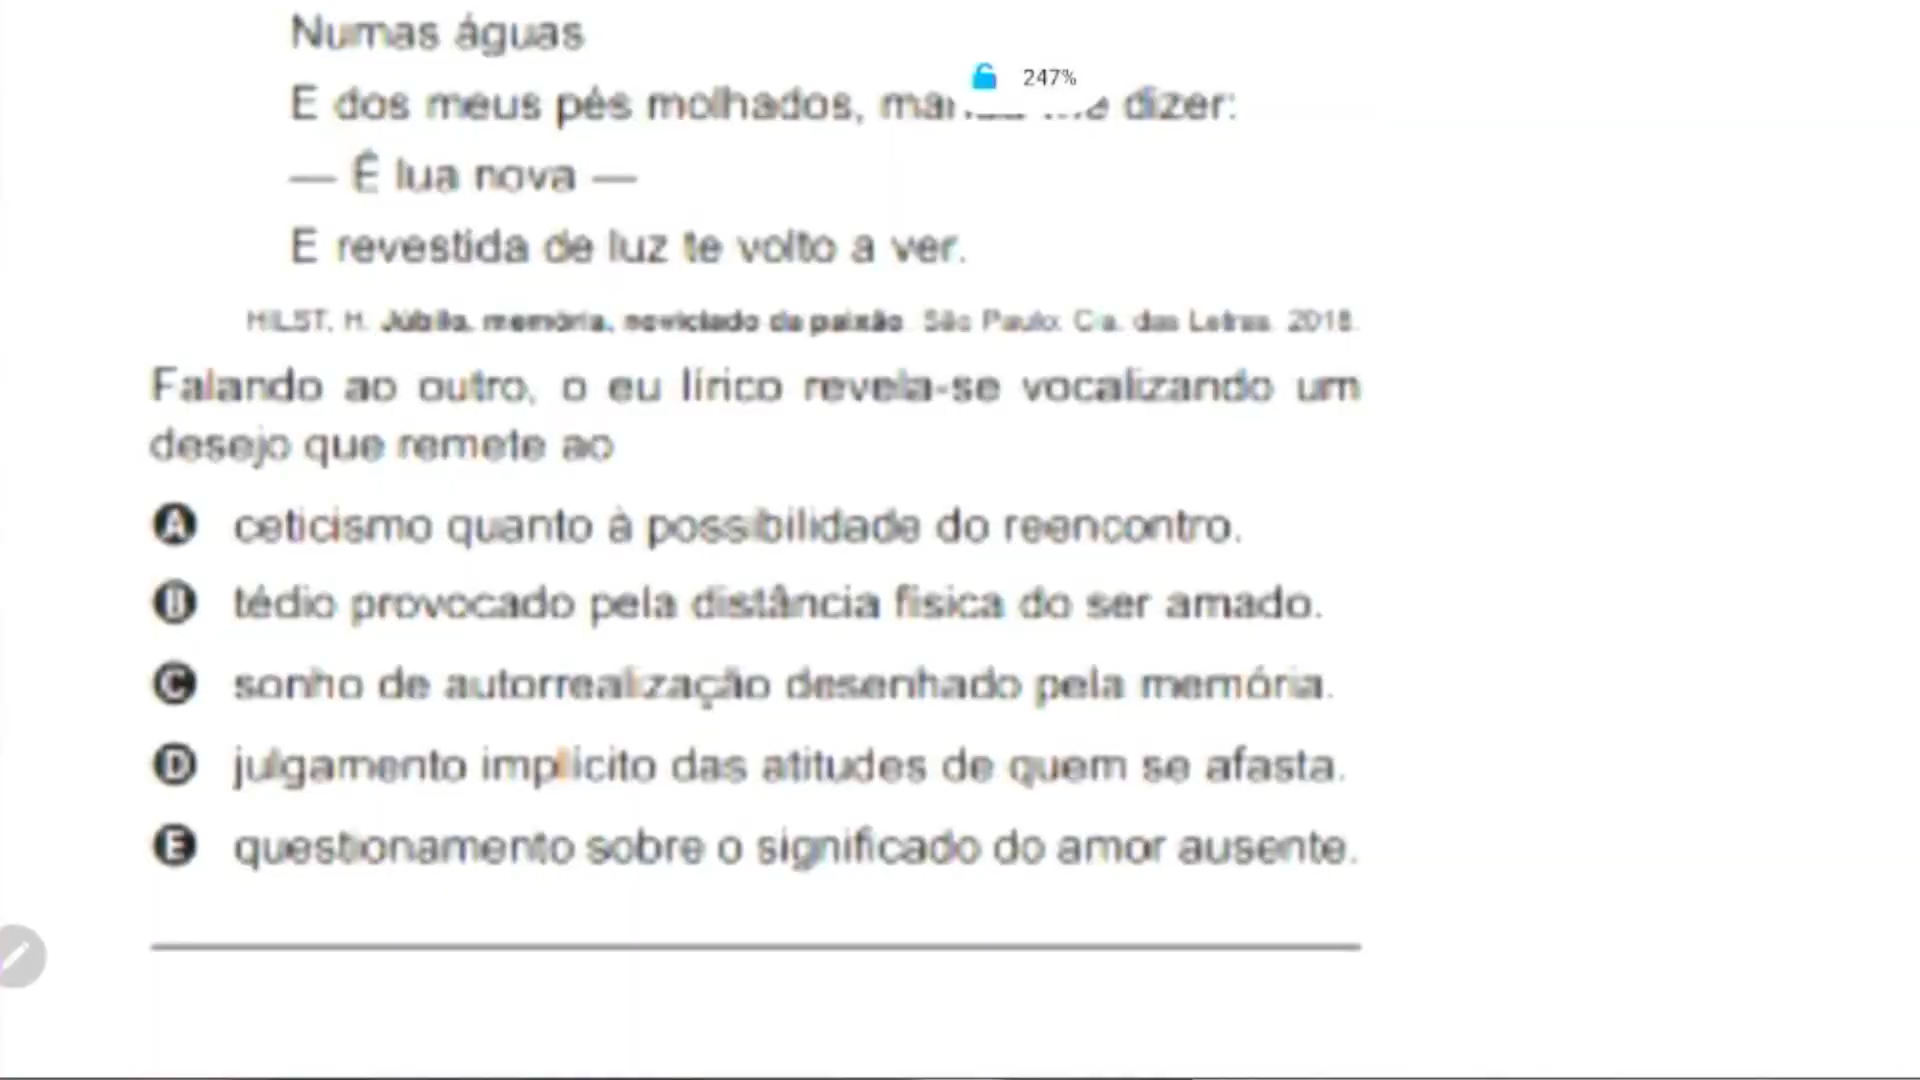 Numas águas
247%
E dos meus pés molhados, dizer:
— É lua nova —
E revestida de luz te volto a ver.
HILST, H. Júbilo, memória, noviciado da paixão. São Paulo: Cia. das Letras, 2018.
Falando ao outro, o eu lírico revela-se vocalizando um
desejo que remete ao
A ceticismo quanto à possibilidade do reencontro.
B tédio provocado pela distância física do ser amado.
C sonho de autorrealização desenhado pela memória.
D julgamento implícito das atitudes de quem se afasta.
E questionamento sobre o significado do amor ausente.